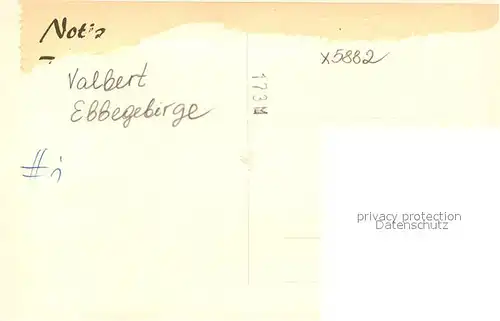 Notiz
x5882
Valbert
Ebbegebirge
173M
#i
privacy protection
Datenschutz